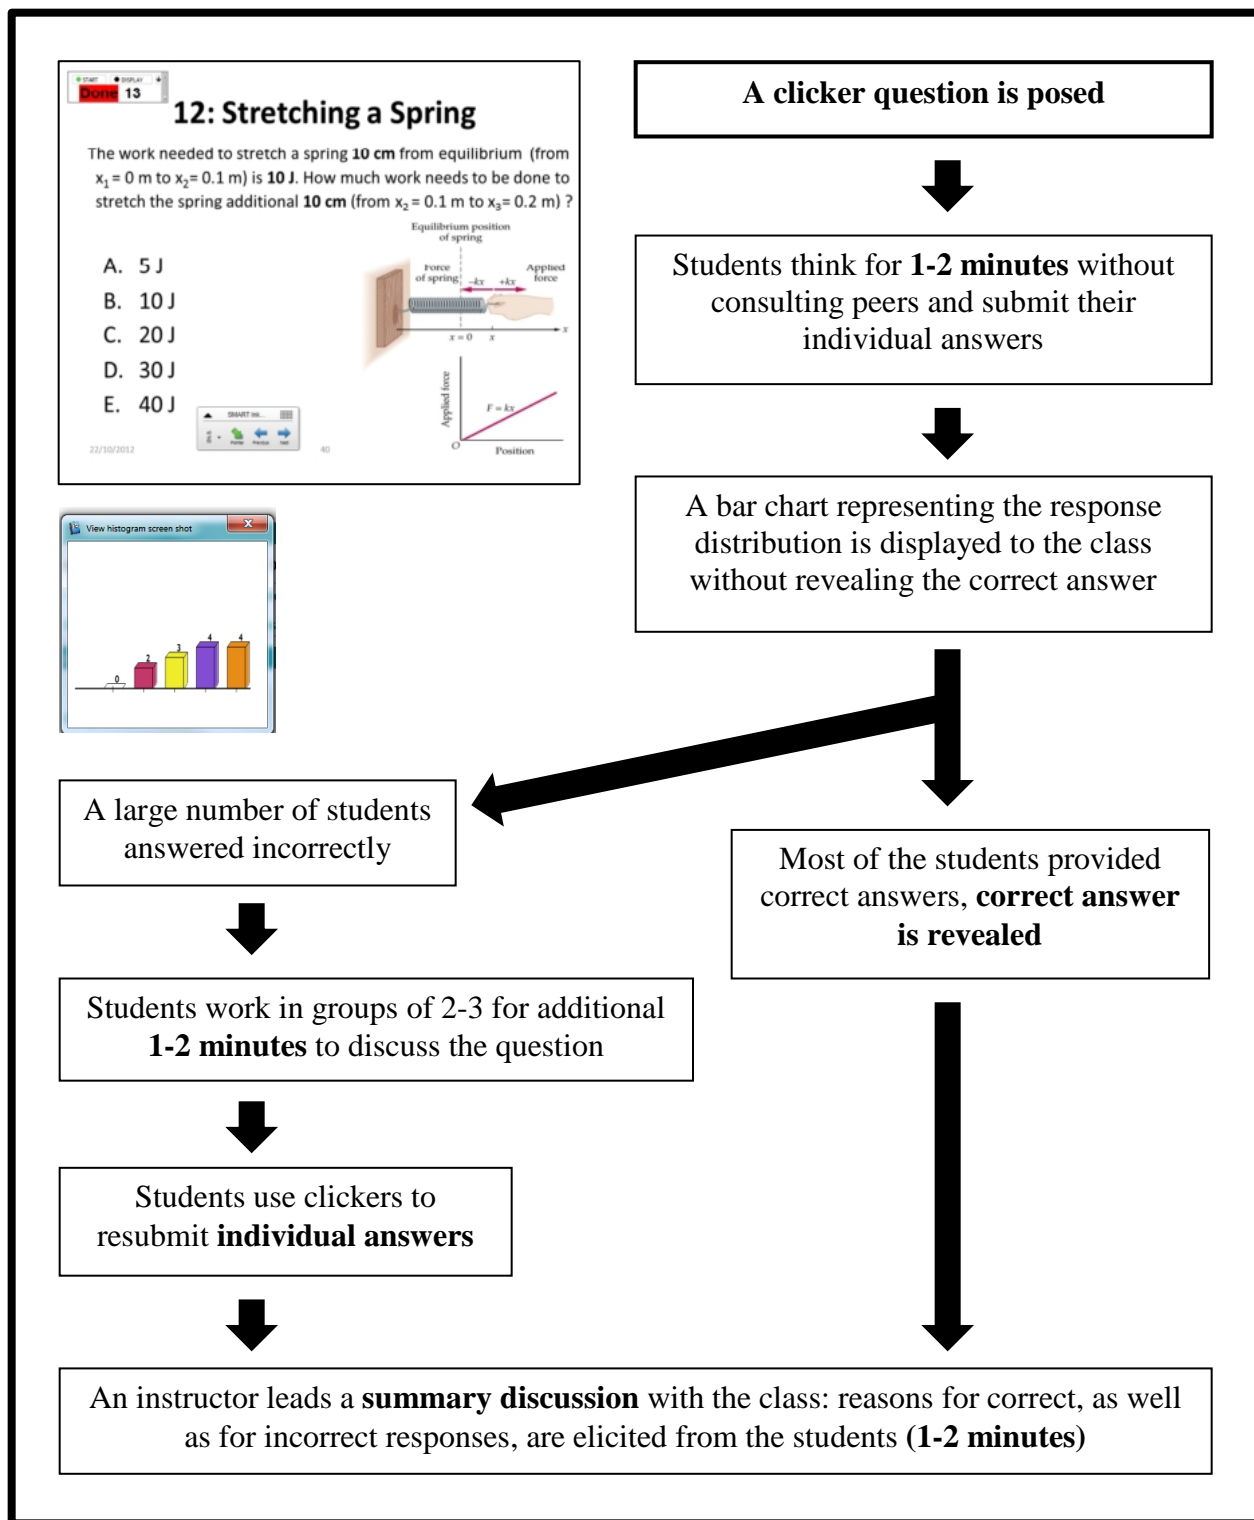 START DISPLAY
Done 13
12: Stretching a Spring
The work needed to stretch a spring 10 cm from equilibrium (from
x₁ = 0 m to x₂= 0.1 m) is 10 J. How much work needs to be done to
stretch the spring additional 10 cm (from x₂ = 0.1 m to x₃= 0.2 m) ?
A. 5 J
B. 10 J
C. 20 J
D. 30 J
E. 40 J
Equilibrium position
of spring
Force
of spring
Applied
force
–kx +kx
x = 0 x
x
Applied force
F = kx
O
Position
SMART Ink...
Pointer Previous Next
22/10/2012
40
A clicker question is posed
Students think for 1-2 minutes without
consulting peers and submit their
individual answers
View histogram screen shot
0
2
3
4
4
A bar chart representing the response
distribution is displayed to the class
without revealing the correct answer
A large number of students
answered incorrectly
Most of the students provided
correct answers, correct answer
is revealed
Students work in groups of 2-3 for additional
1-2 minutes to discuss the question
Students use clickers to
resubmit individual answers
An instructor leads a summary discussion with the class: reasons for correct, as well
as for incorrect responses, are elicited from the students (1-2 minutes)